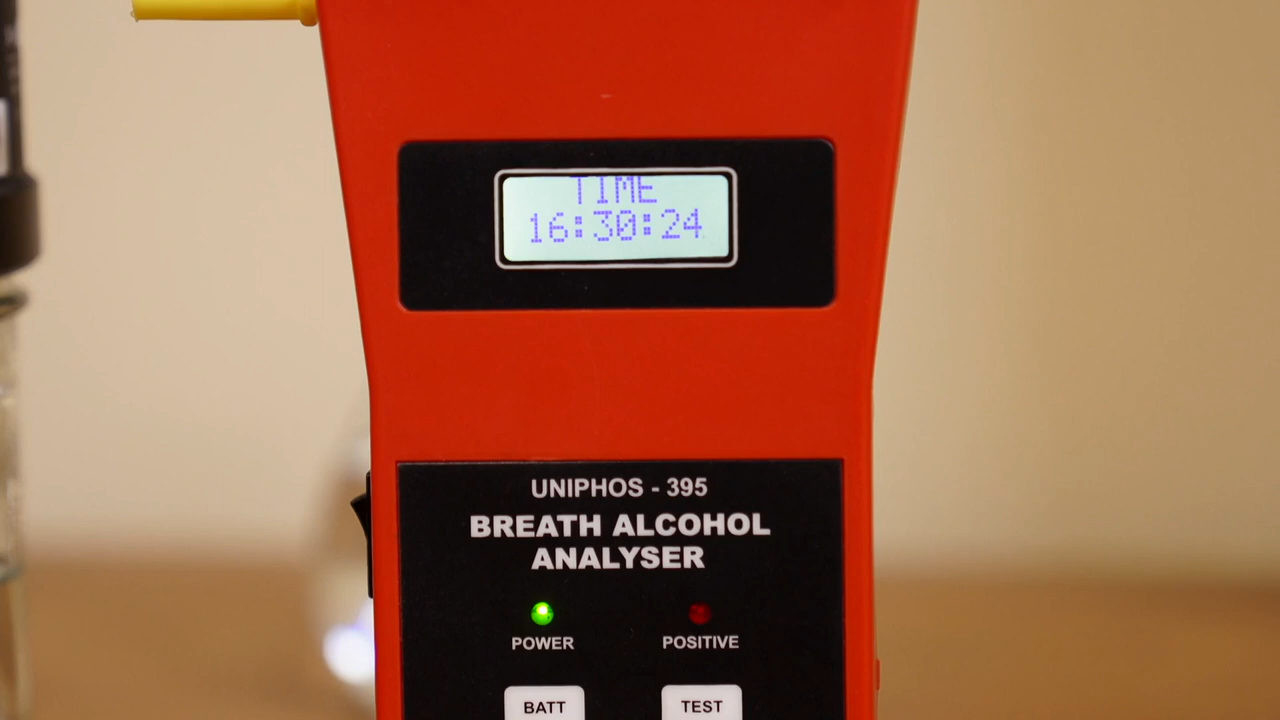 TIME
16:30:24
UNIPHOS - 395
BREATH ALCOHOL
ANALYSER
POWER
POSITIVE
BATT
TEST